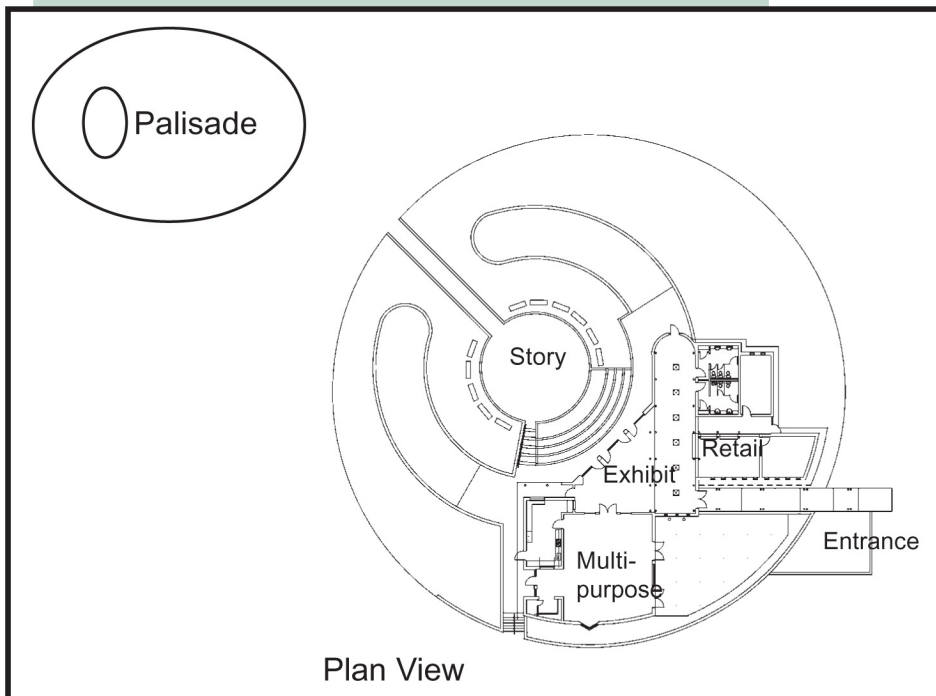 Palisade
Story
Retail
Exhibit
Entrance
Multi-
purpose
Plan View